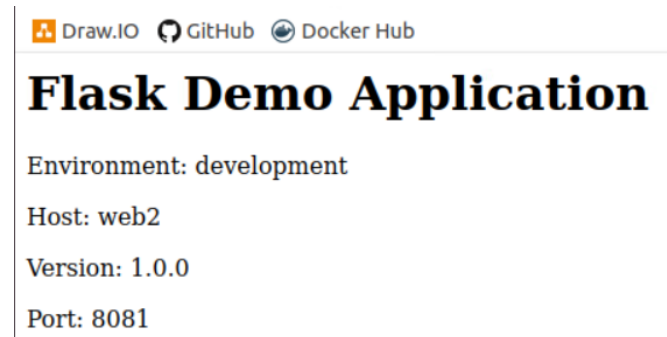 Draw.IO GitHub Docker Hub
Flask Demo Application
Environment: development
Host: web2
Version: 1.0.0
Port: 8081